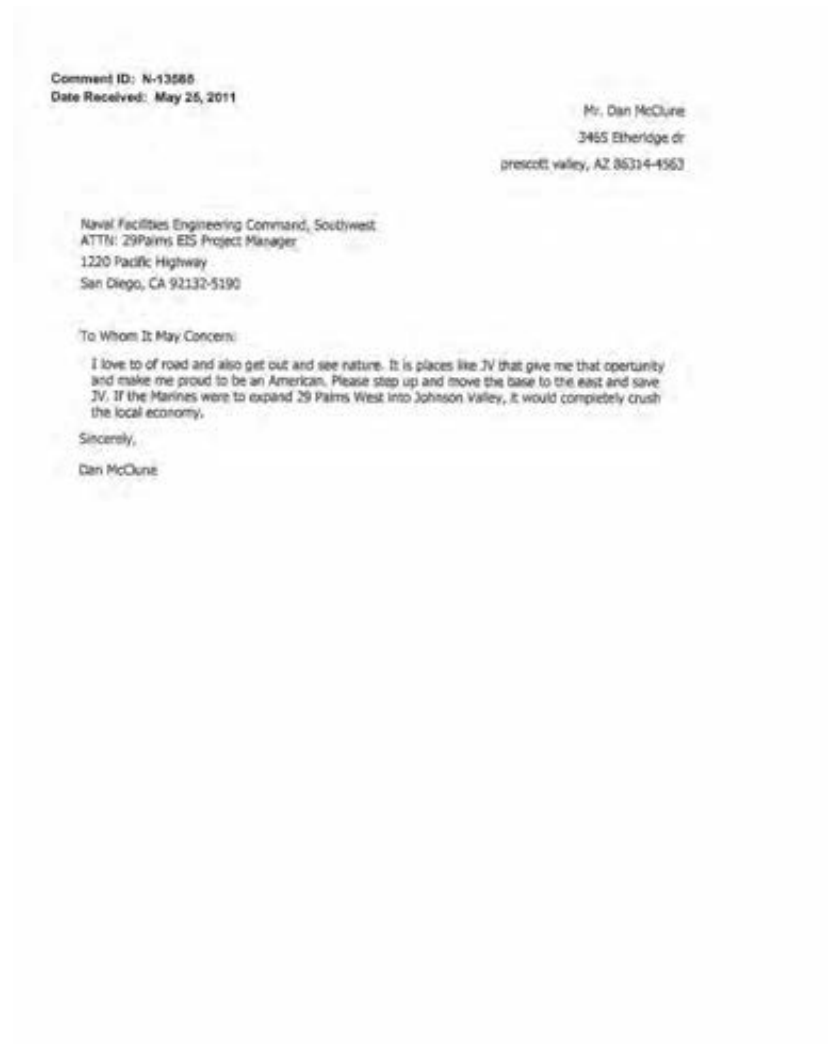 Comment ID: N-13565
Date Received: May 25, 2011
Mr. Dan McClune
3465 Etheridge dr
prescott valley, AZ 86314-4563
Naval Facilities Engineering Command, Southwest
ATTN: 29Palms EIS Project Manager
1220 Pacific Highway
San Diego, CA 92132-5190
To Whom It May Concern:
I love to of road and also get out and see nature. It is places like JV that give me that opertunity
and make me proud to be an American. Please step up and move the base to the east and save
JV. If the Marines were to expand 29 Palms West into Johnson Valley, it would completely crush
the local economy.
Sincerely,
Dan McClune